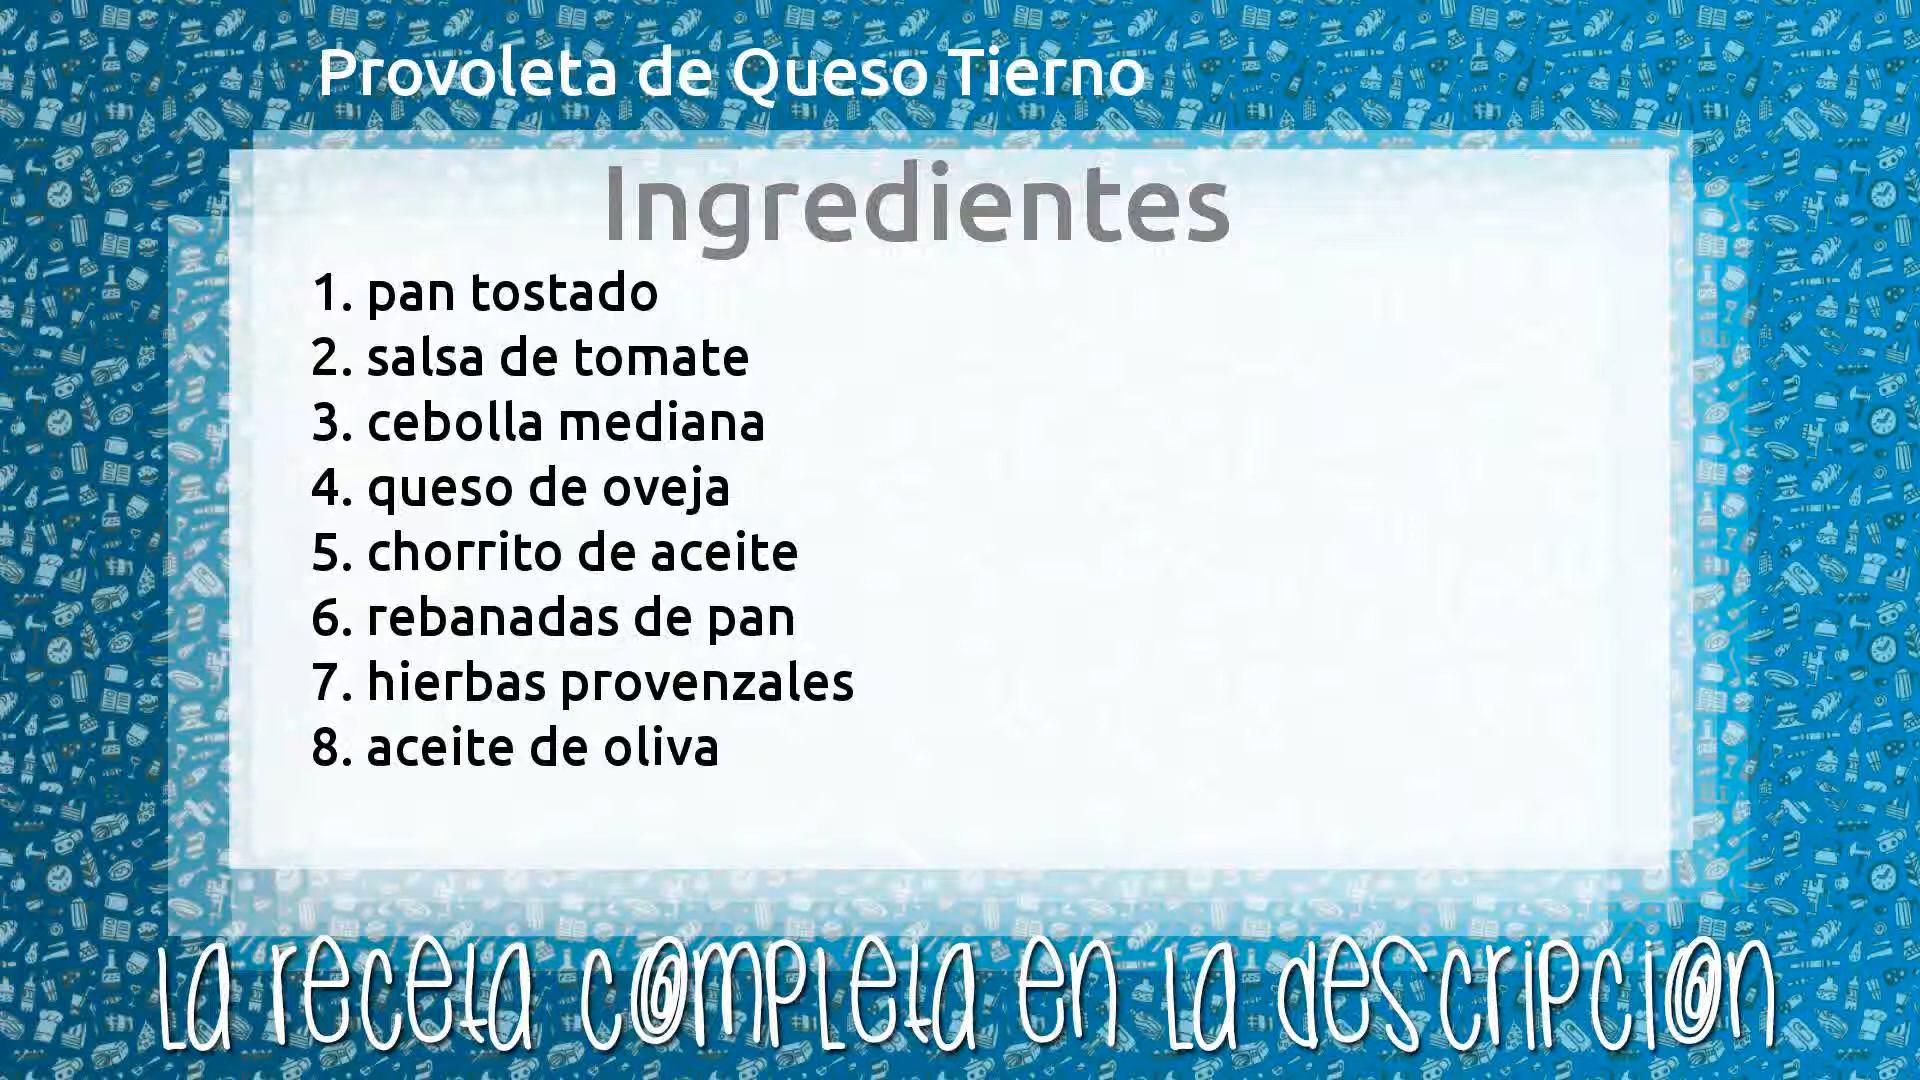 Provoleta de Queso Tierno
Ingredientes
1. pan tostado
2. salsa de tomate
3. cebolla mediana
4. queso de oveja
5. chorrito de aceite
6. rebanadas de pan
7. hierbas provenzales
8. aceite de oliva
La receta completa en la descripcion